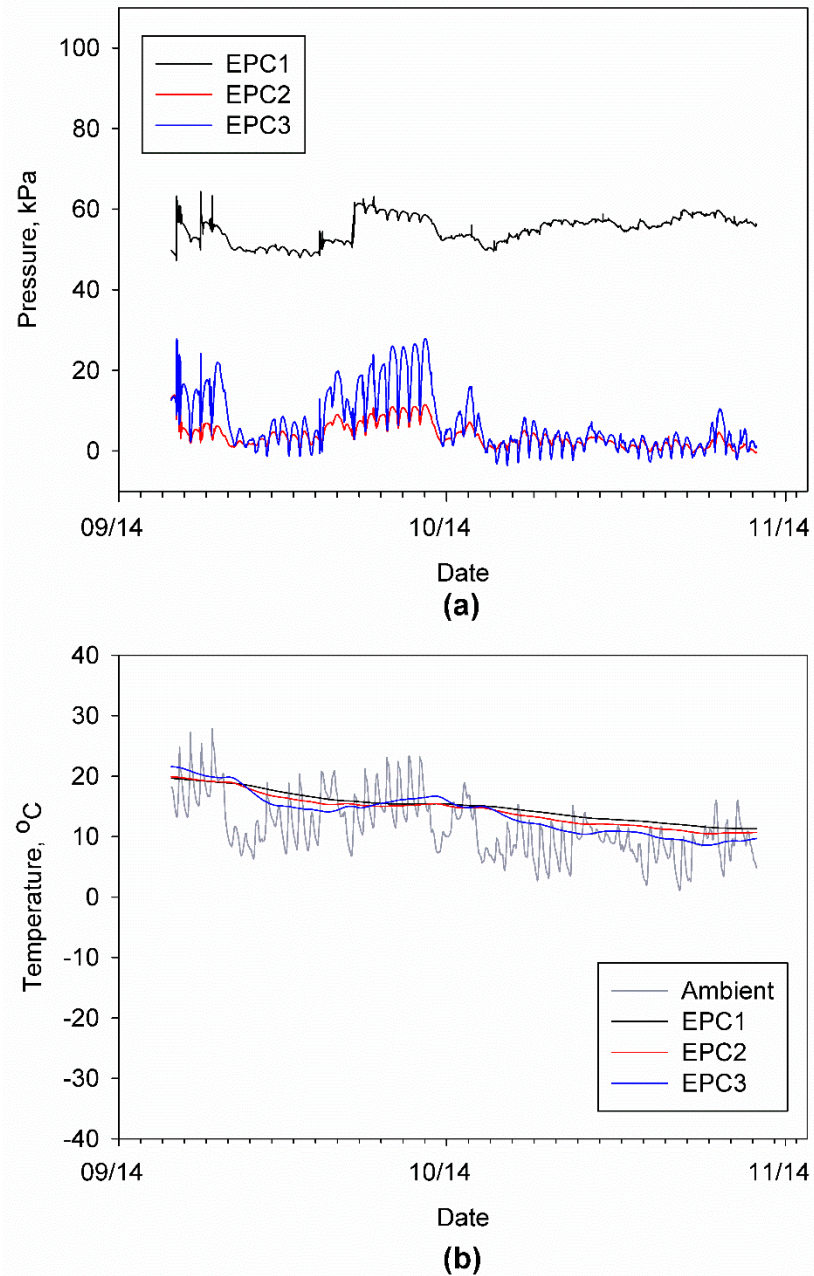 100
80
60
40
20
0
Pressure, kPa
EPC1
EPC2
EPC3
09/14
10/14
11/14
Date
(a)
40
30
20
10
0
-10
-20
-30
-40
Temperature, °C
Ambient
EPC1
EPC2
EPC3
09/14
10/14
11/14
Date
(b)